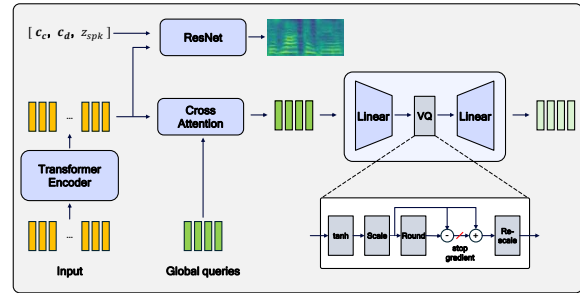 [ c_c, c_d, z_spk ]
ResNet
...
Cross
Attention
Linear
VQ
Linear
Transformer
Encoder
tanh
Scale
Round
-
+
Re-
scale
stop
gradient
...
Input
Global queries